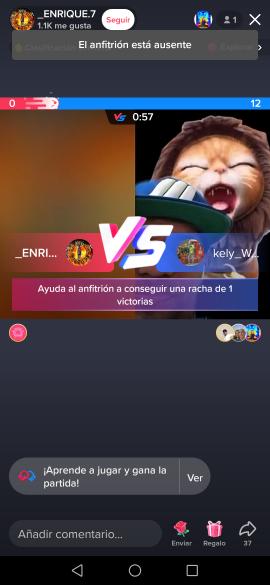 _ENRIQUE.7
1.1K me gusta
Seguir
1
El anfitrión está ausente
0
12
VS 0:57
_ENRI...
VS
kely_W...
Ayuda al anfitrión a conseguir una racha de 1
victorias
¡Aprende a jugar y gana la
partida!
Ver
Añadir comentario...
Enviar
Regalo
37